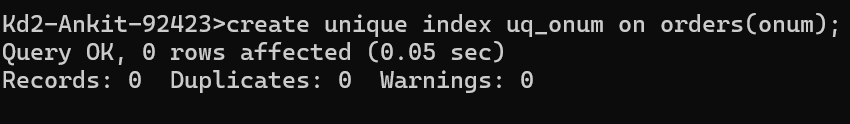 Kd2-Ankit-92423>create unique index uq_onum on orders(onum);
Query OK, 0 rows affected (0.05 sec)
Records: 0  Duplicates: 0  Warnings: 0